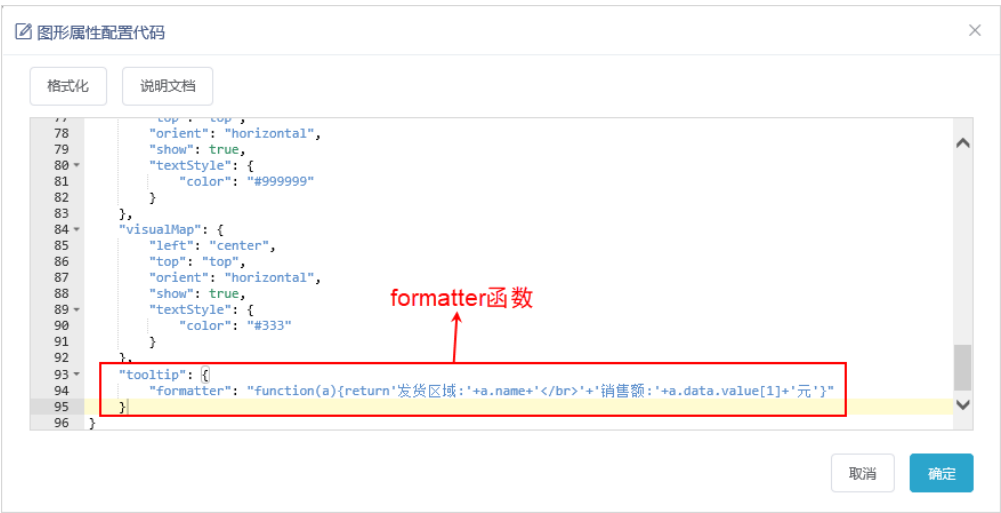 图形属性配置代码
格式化
说明文档
77 "top": "top",
78 "orient": "horizontal",
79 "show": true,
80 "textStyle": {
81 "color": "#999999"
82 }
83 },
84 "visualMap": {
85 "left": "center",
86 "top": "top",
87 "orient": "horizontal",
88 "show": true,
89 "textStyle": {
90 "color": "#333"
91 }
92 },
formatter函数
93 "tooltip": {
94 "formatter": "function(a){return'发货区域:'+a.name+'</br>'+'销售额:'+a.data.value[1]+'元'}"
95 }
96 }
取消
确定